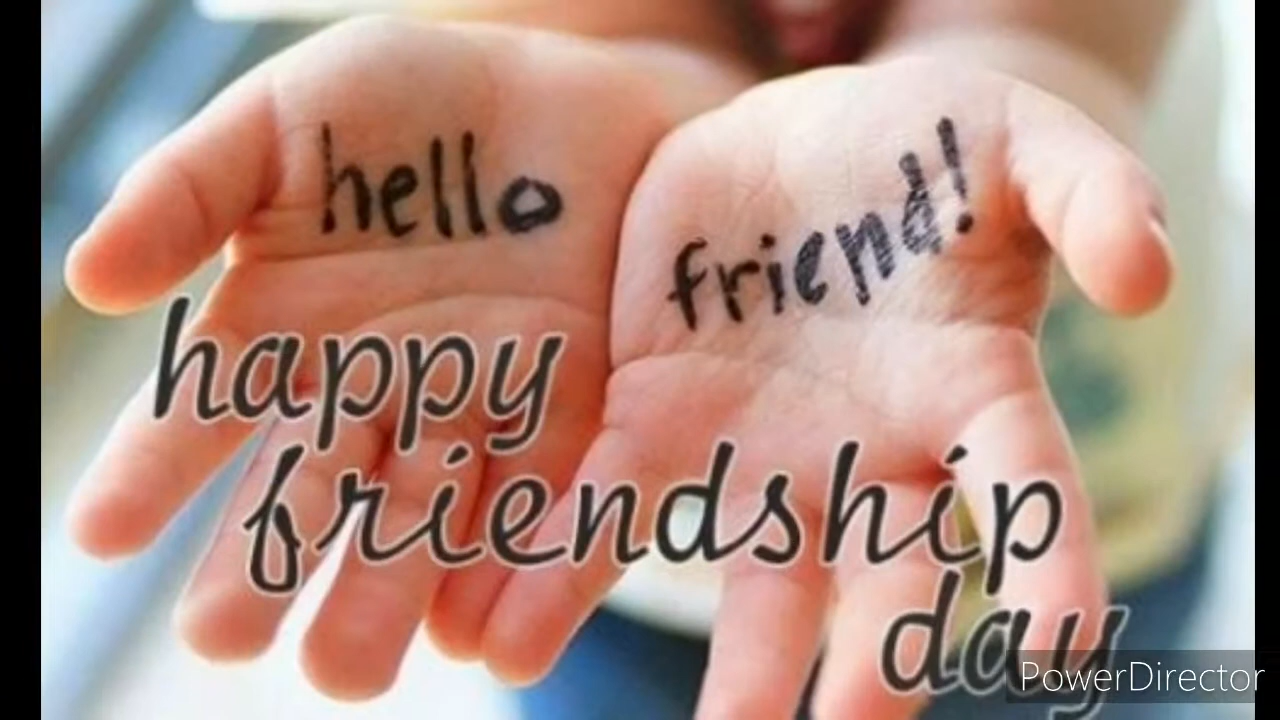 hello
friend!
happy
friendship
day
PowerDirector